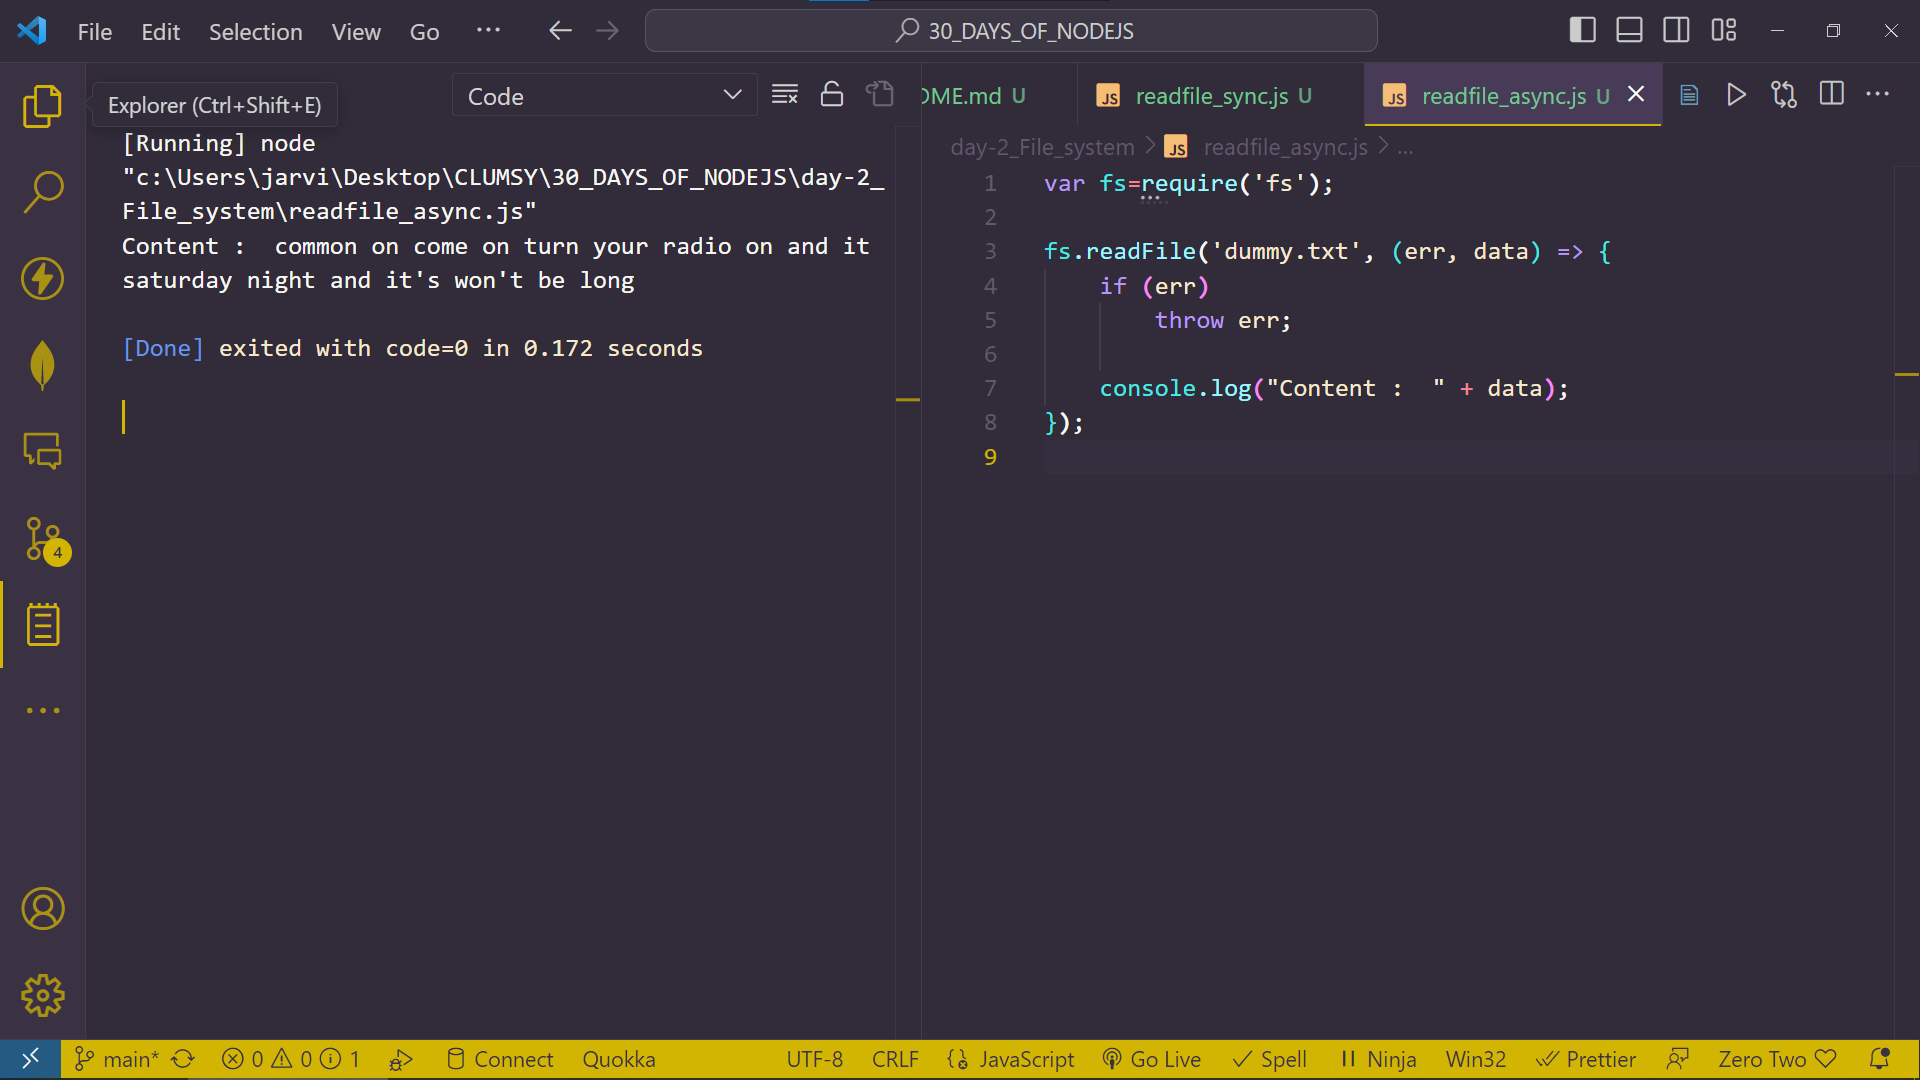 File Edit Selection View Go ··· 30_DAYS_OF_NODEJS
Explorer (Ctrl+Shift+E)
Code
[Running] node
"c:\Users\jarvi\Desktop\CLUMSY\30_DAYS_OF_NODEJS\day-2_
File_system\readfile_async.js"
Content :  common on come on turn your radio on and it
saturday night and it's won't be long
[Done] exited with code=0 in 0.172 seconds
4
OME.md U JS readfile_sync.js U JS readfile_async.js U
day-2_File_system > JS readfile_async.js > ...
1 var fs=require('fs');
2
3 fs.readFile('dummy.txt', (err, data) => {
4     if (err)
5         throw err;
6
7     console.log("Content :  " + data);
8 });
9
main* 0 0 1 Connect Quokka UTF-8 CRLF JavaScript Go Live Spell Ninja Win32 Prettier Zero Two